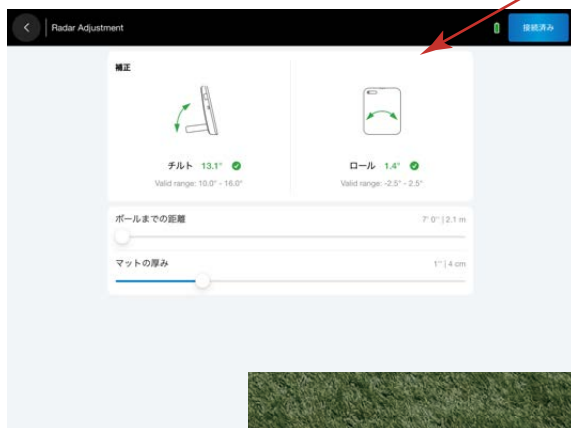 Radar Adjustment
接続済み
補正
チルト 13.1°
Valid range: 10.0° - 16.0°
ロール 1.4°
Valid range: -2.5° - 2.5°
ボールまでの距離
7' 0" | 2.1 m
マットの厚み
1" | 4 cm